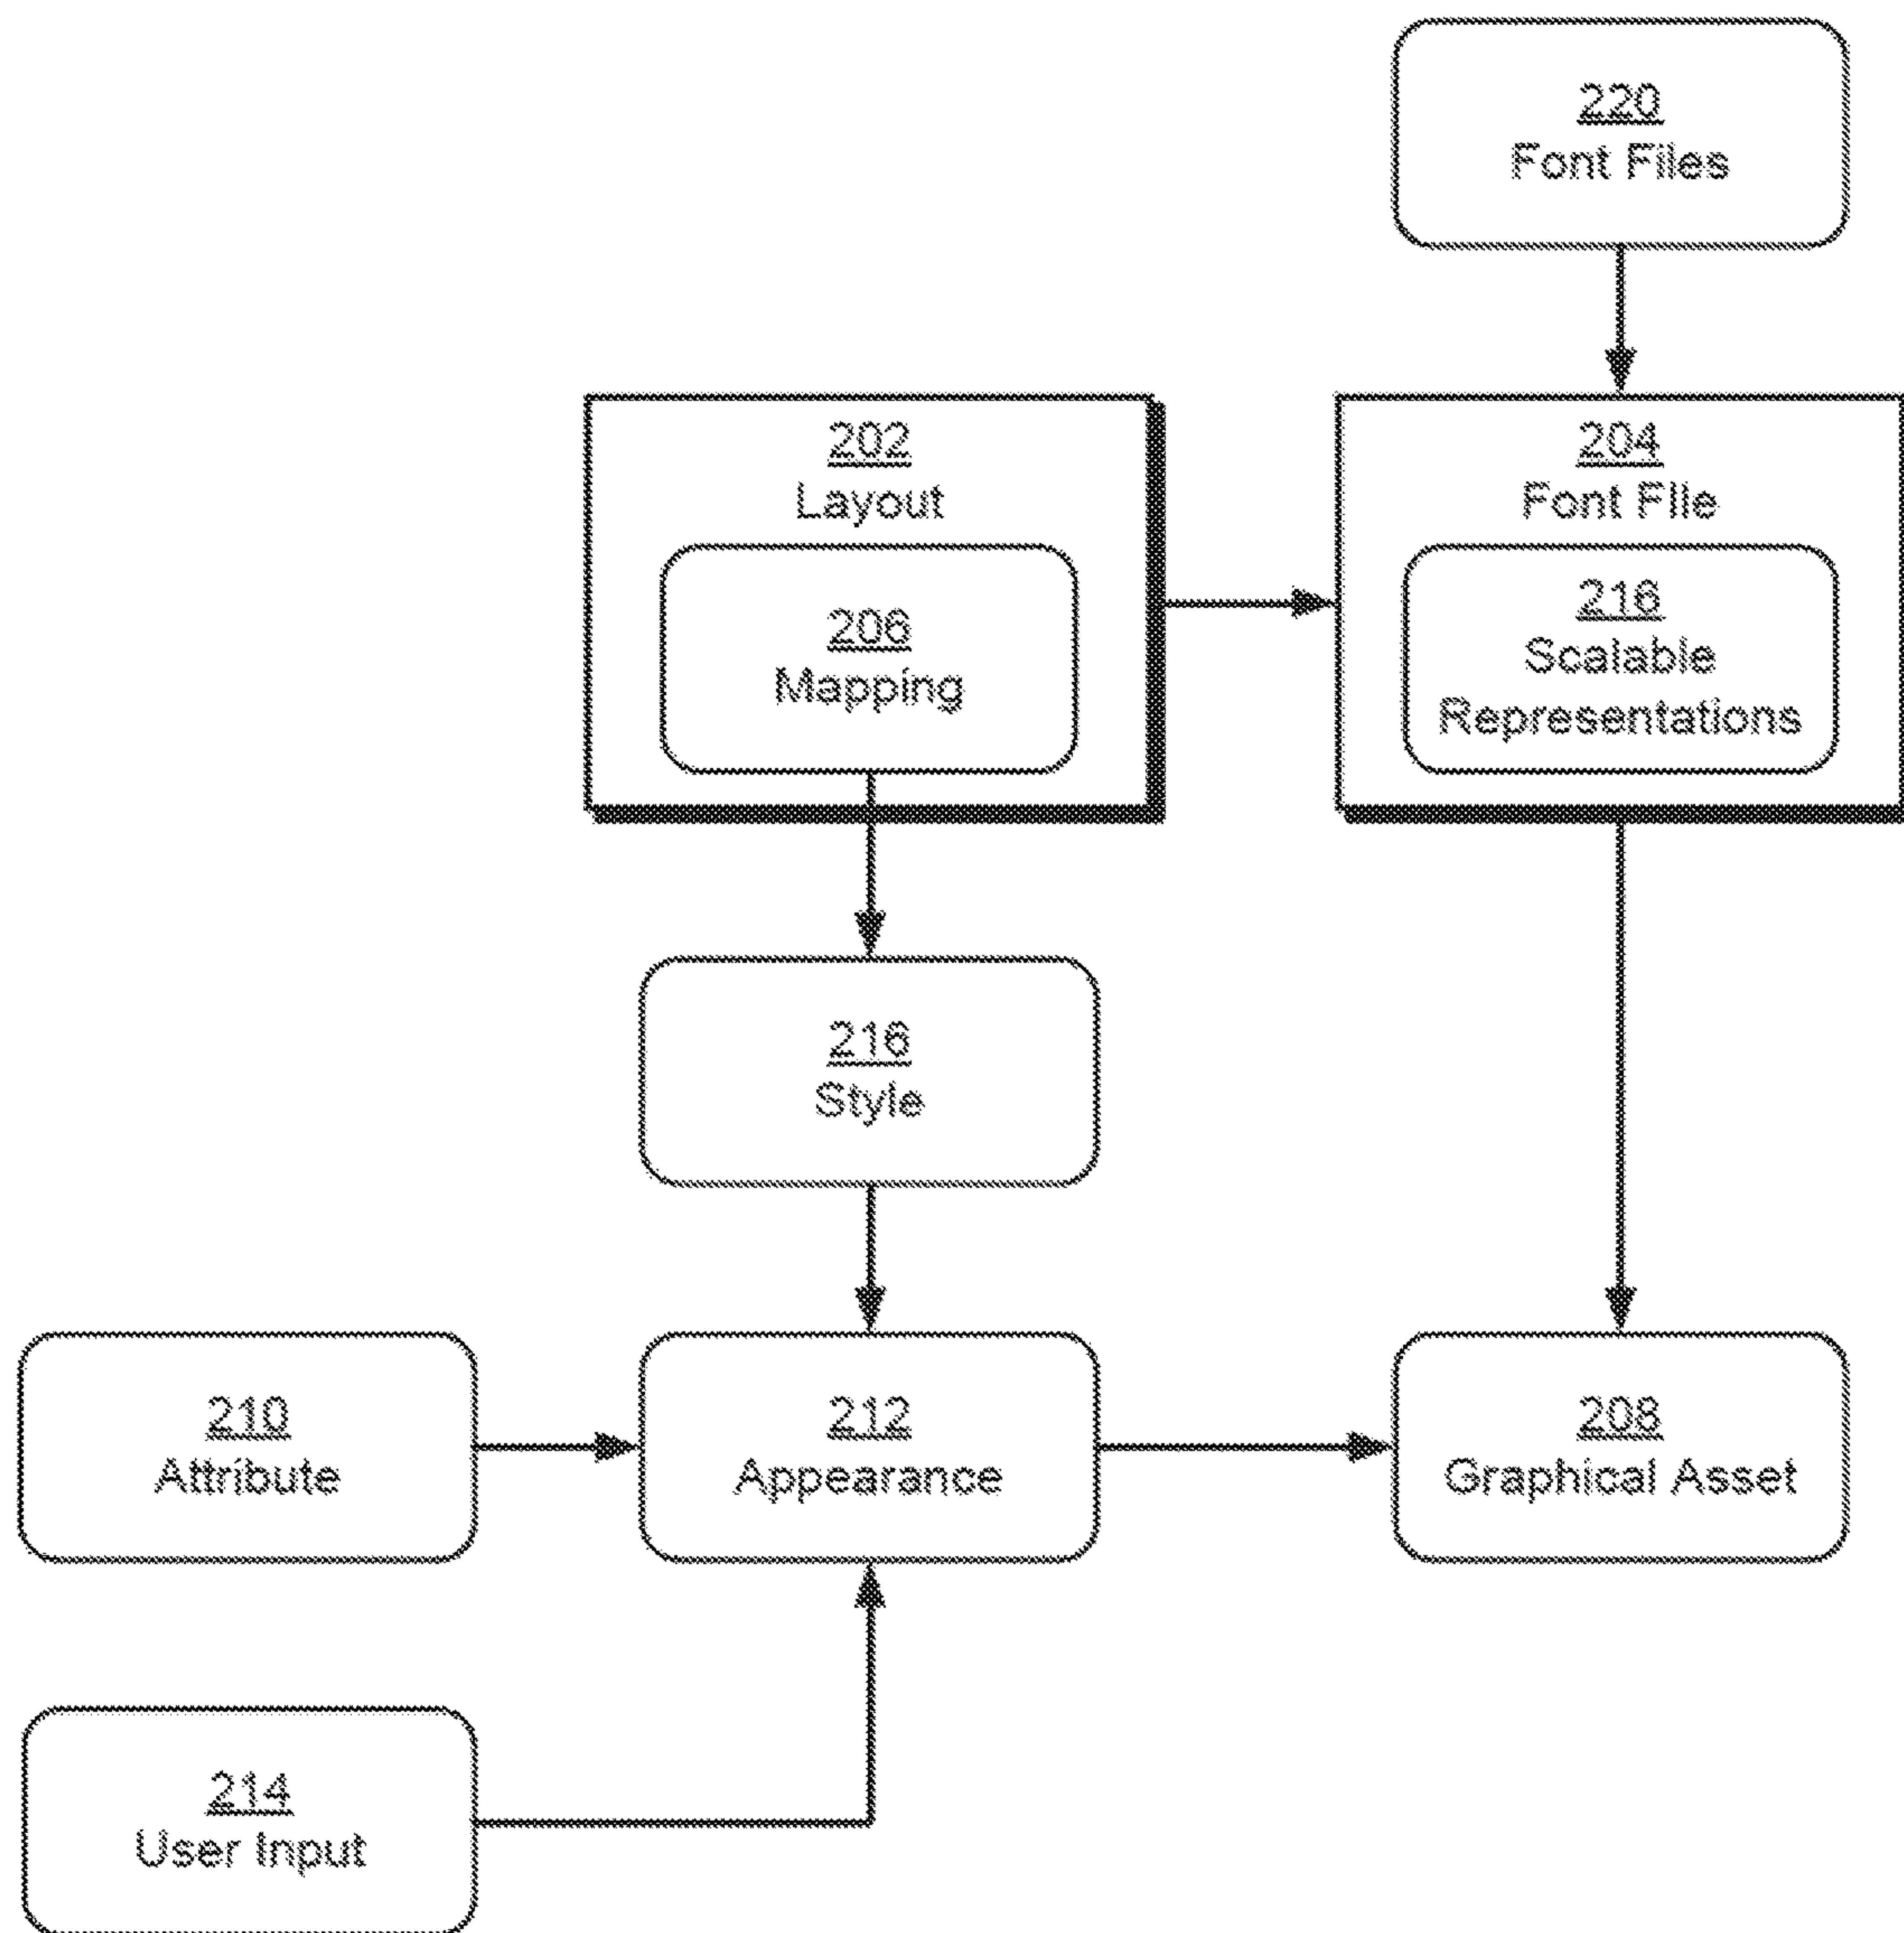 220
Font Files
202
Layout
204
Font File
206
Mapping
216
Scalable
Representations
216
Style
210
Attribute
212
Appearance
208
Graphical Asset
214
User Input